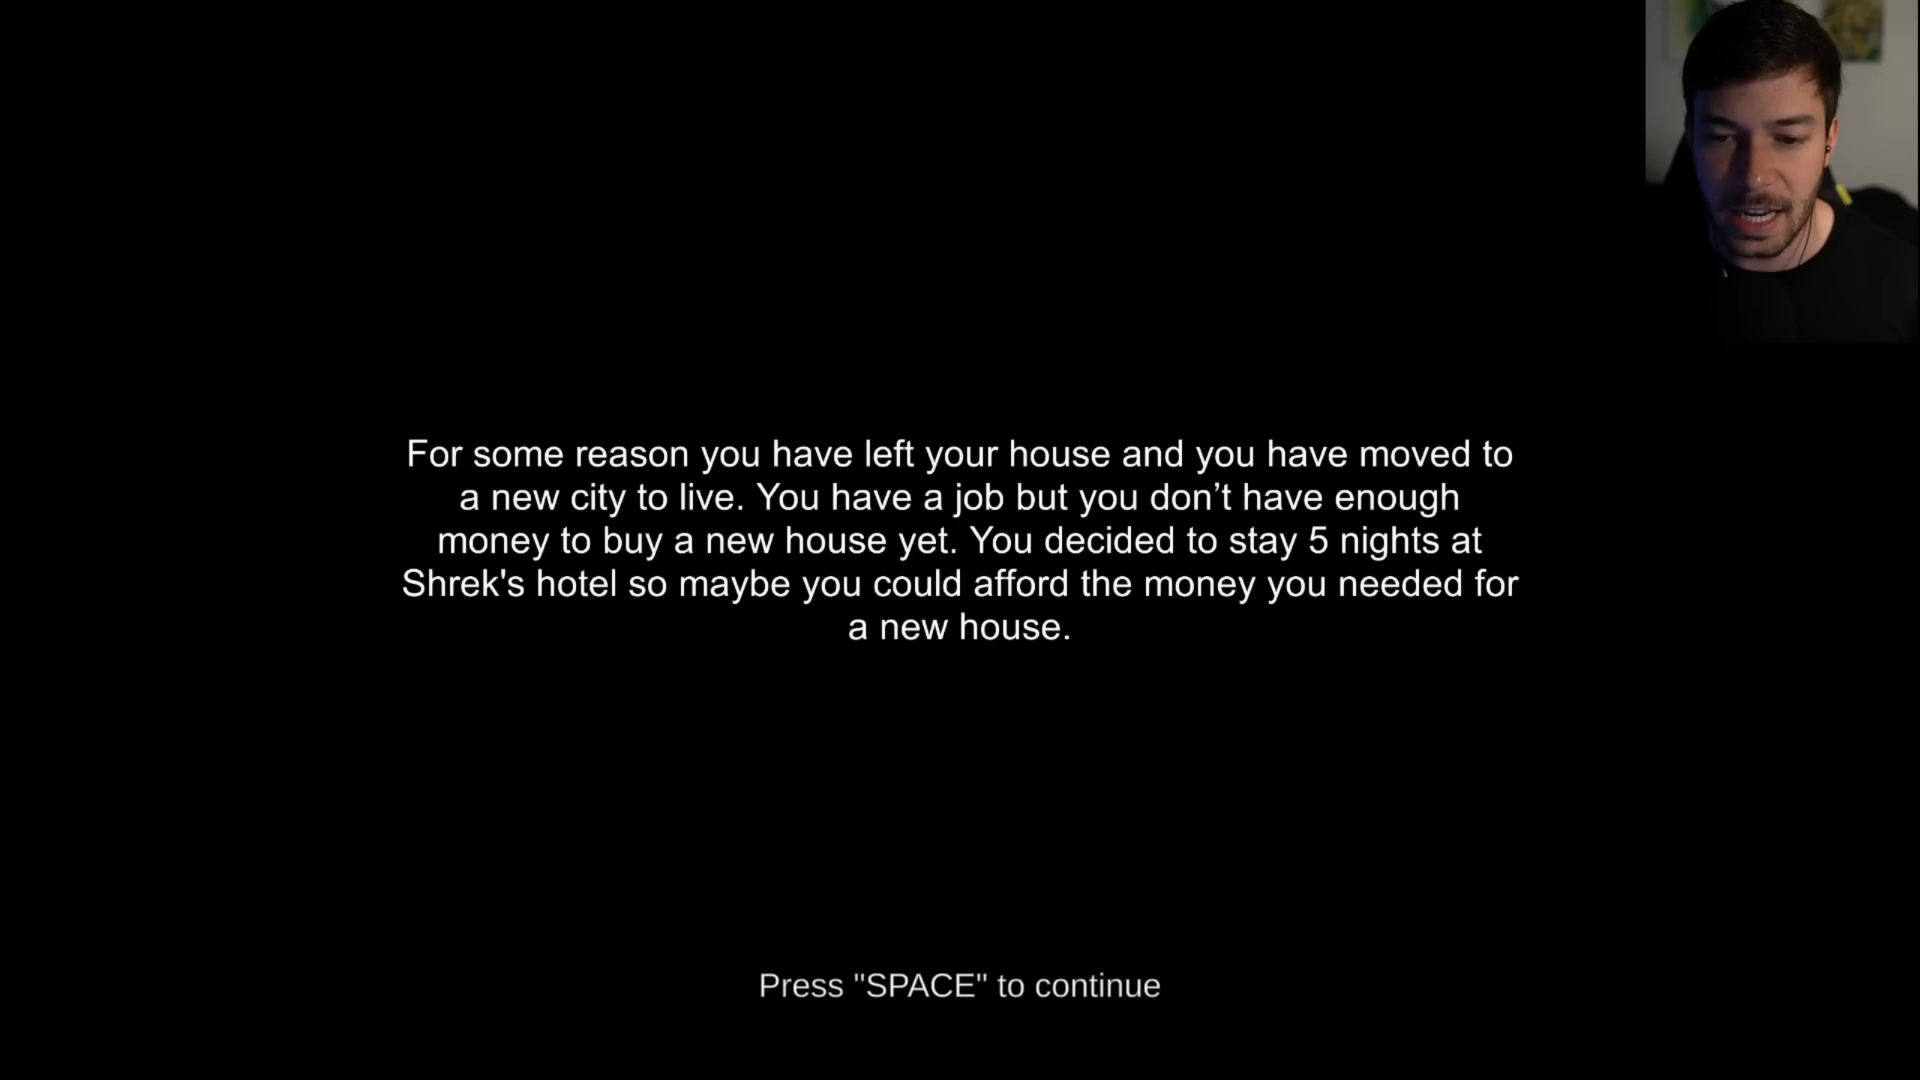 For some reason you have left your house and you have moved to
a new city to live. You have a job but you don’t have enough
money to buy a new house yet. You decided to stay 5 nights at
Shrek's hotel so maybe you could afford the money you needed for
a new house.
Press "SPACE" to continue